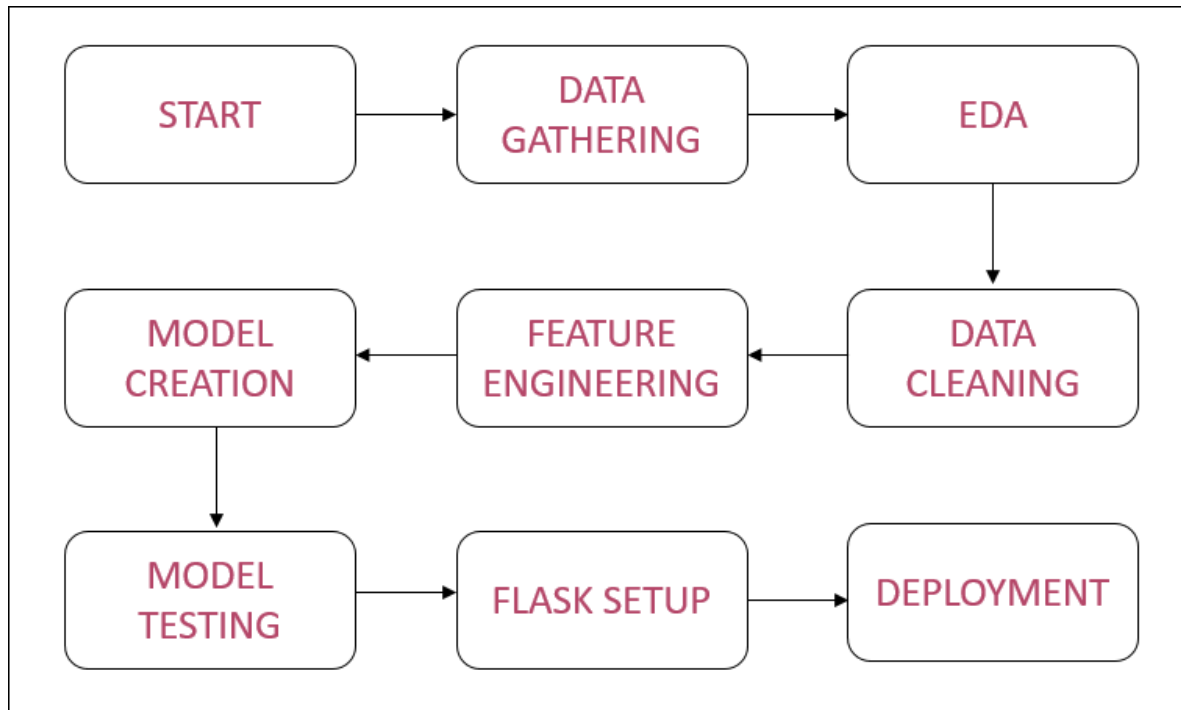 START
DATA
GATHERING
EDA
MODEL
CREATION
FEATURE
ENGINEERING
DATA
CLEANING
MODEL
TESTING
FLASK SETUP
DEPLOYMENT